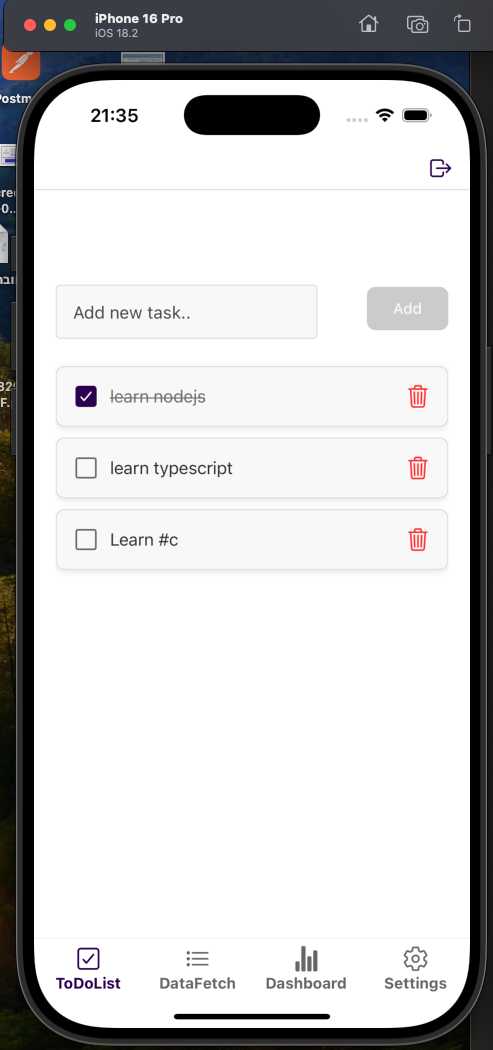 iPhone 16 Pro
iOS 18.2
Postm
21:35
Add new task..
Add
learn nodejs
learn typescript
Learn #c
ToDoList
DataFetch
Dashboard
Settings